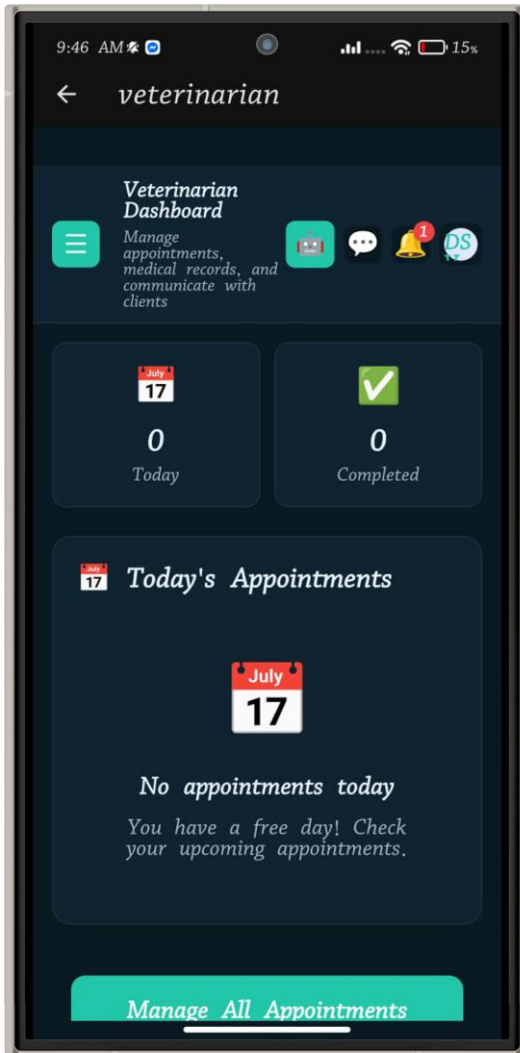 9:46 AM 15%
veterinarian
Veterinarian
Dashboard
Manage
appointments,
medical records, and
communicate with
clients
1
DS
July
17
0
Today
0
Completed
July
17
Today's Appointments
July
17
No appointments today
You have a free day! Check
your upcoming appointments.
Manage All Appointments